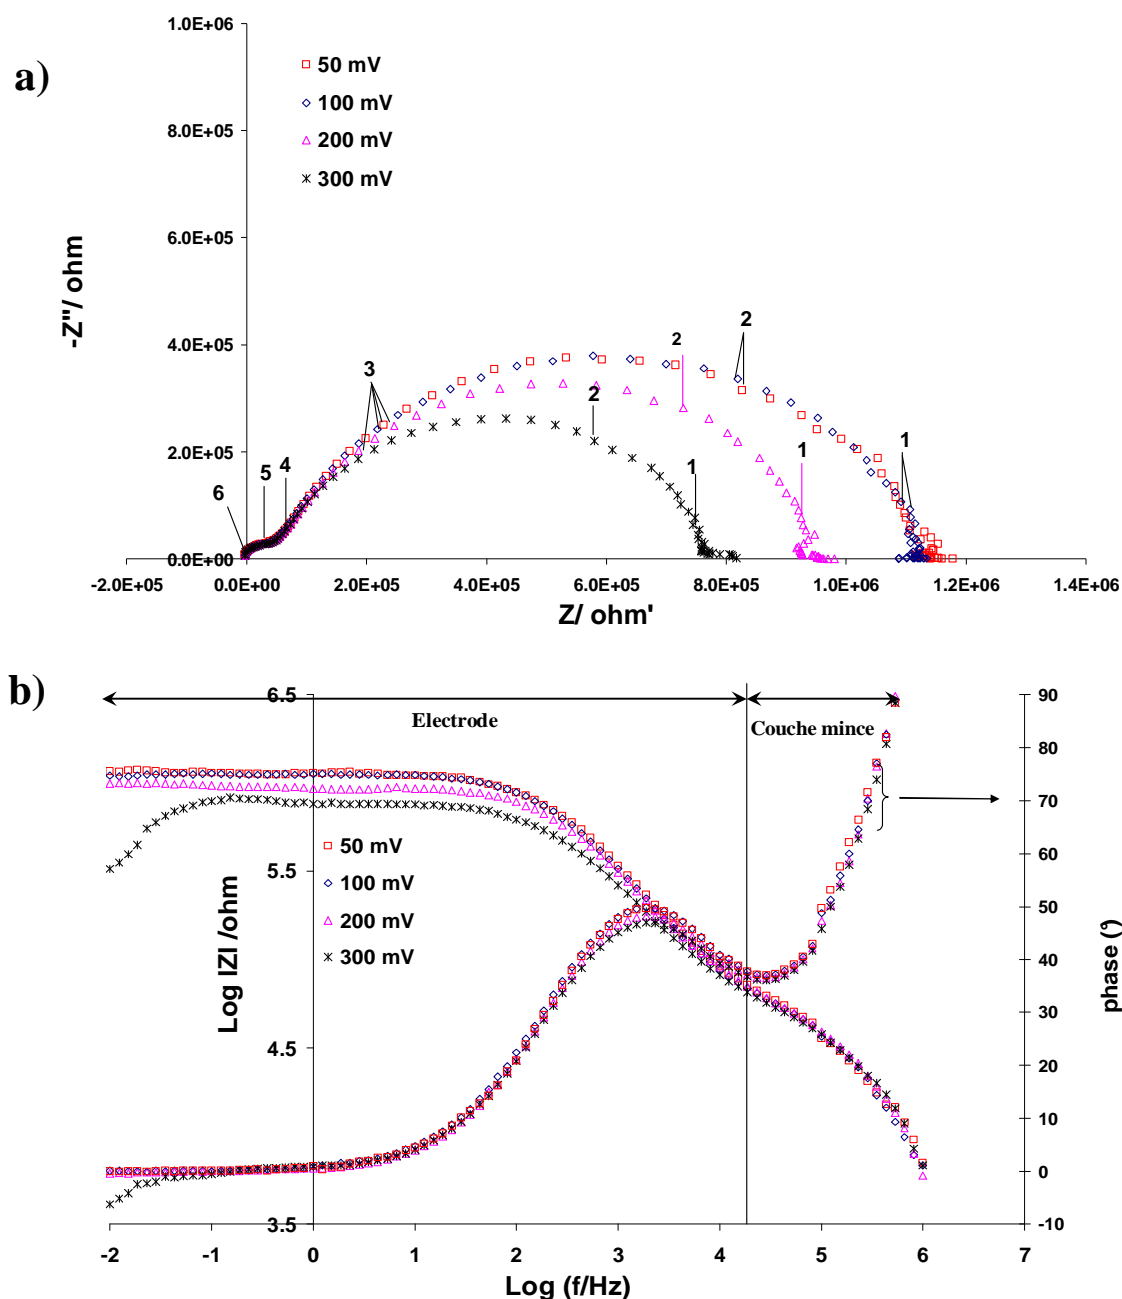 a)
1.0E+06
8.0E+05
6.0E+05
4.0E+05
2.0E+05
0.0E+00
-Z"/ ohm
50 mV
100 mV
200 mV
300 mV
6
5
4
3
2
2
2
1
1
1
-2.0E+05
0.0E+00
2.0E+05
4.0E+05
6.0E+05
8.0E+05
1.0E+06
1.2E+06
1.4E+06
Z/ ohm'
b)
6.5
5.5
4.5
3.5
Log |Z| /ohm
Electrode
Couche mince
50 mV
100 mV
200 mV
300 mV
90
80
70
60
50
40
30
20
10
0
-10
phase (°)
-2
-1
0
1
2
3
4
5
6
7
Log (f/Hz)